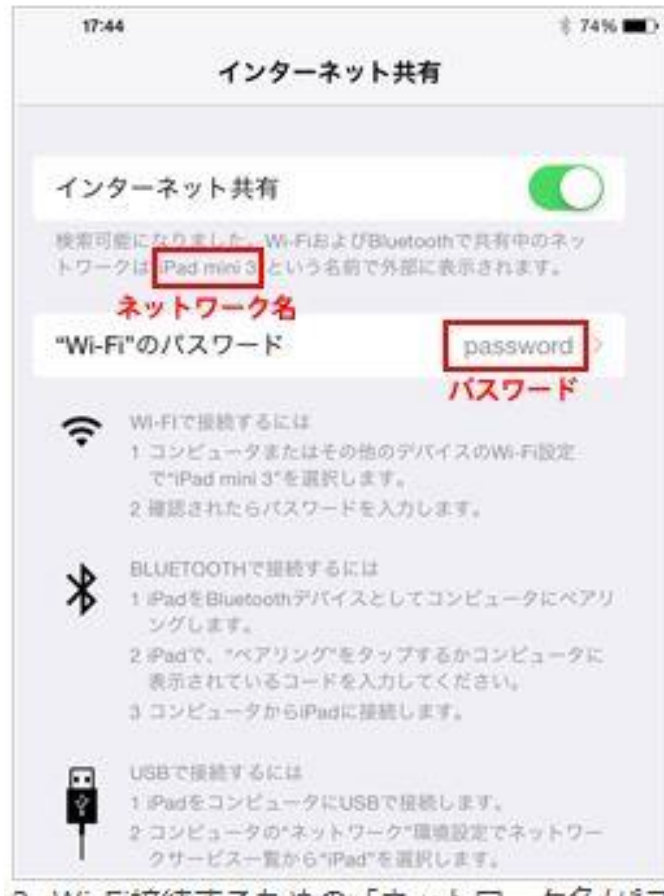 17:44
74%
インターネット共有
インターネット共有
検索可能になりました。Wi-FiおよびBluetoothで共有中のネッ
トワークは iPad mini 3 という名前で外部に表示されます。
ネットワーク名
“Wi-Fi”のパスワード password
パスワード
WI-FIで接続するには
1 コンピュータまたはその他のデバイスのWi-Fi設定
で“iPad mini 3”を選択します。
2 確認されたらパスワードを入力します。
BLUETOOTHで接続するには
1 iPadをBluetoothデバイスとしてコンピュータにペアリ
ングします。
2 iPadで、“ペアリング”をタップするかコンピュータに
表示されているコードを入力してください。
3 コンピュータからiPadに接続します。
USBで接続するには
1 iPadをコンピュータにUSBで接続します。
2 コンピュータの“ネットワーク”環境設定でネットワー
クサービス一覧から“iPad”を選択します。
Wi-Fi接続するための「ネットワーク名